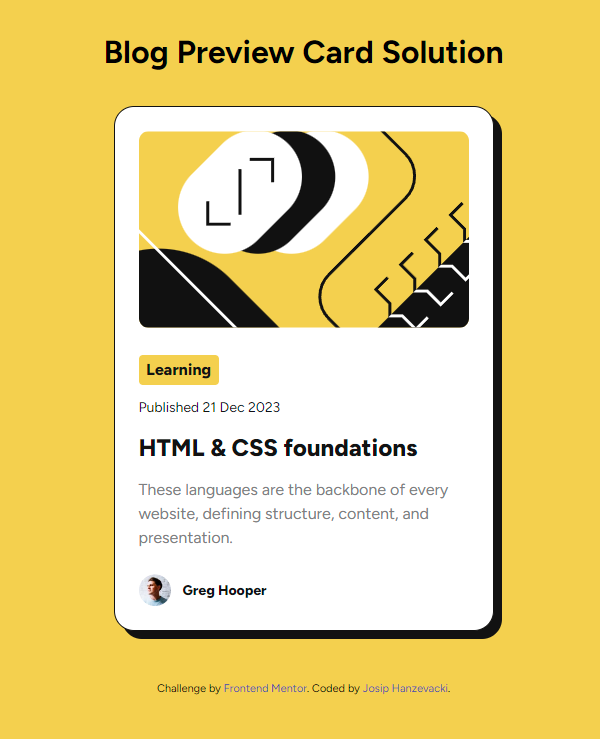 Blog Preview Card Solution
Learning
Published 21 Dec 2023
HTML & CSS foundations
These languages are the backbone of every
website, defining structure, content, and
presentation.
Greg Hooper
Challenge by Frontend Mentor. Coded by Josip Hanzevacki.